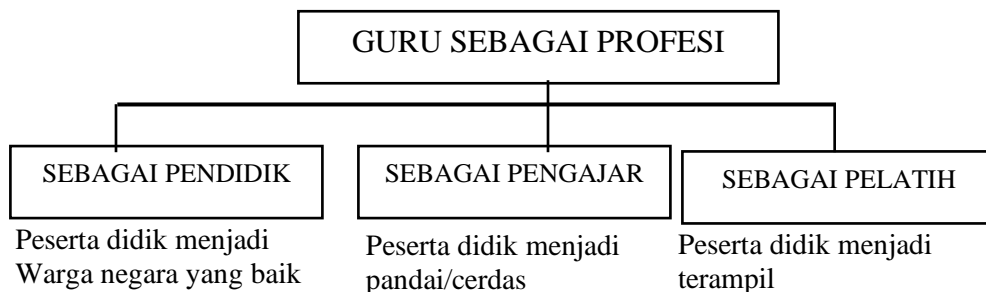 GURU SEBAGAI PROFESI
SEBAGAI PENDIDIK
SEBAGAI PENGAJAR
SEBAGAI PELATIH
Peserta didik menjadi
Warga negara yang baik
Peserta didik menjadi
pandai/cerdas
Peserta didik menjadi
terampil